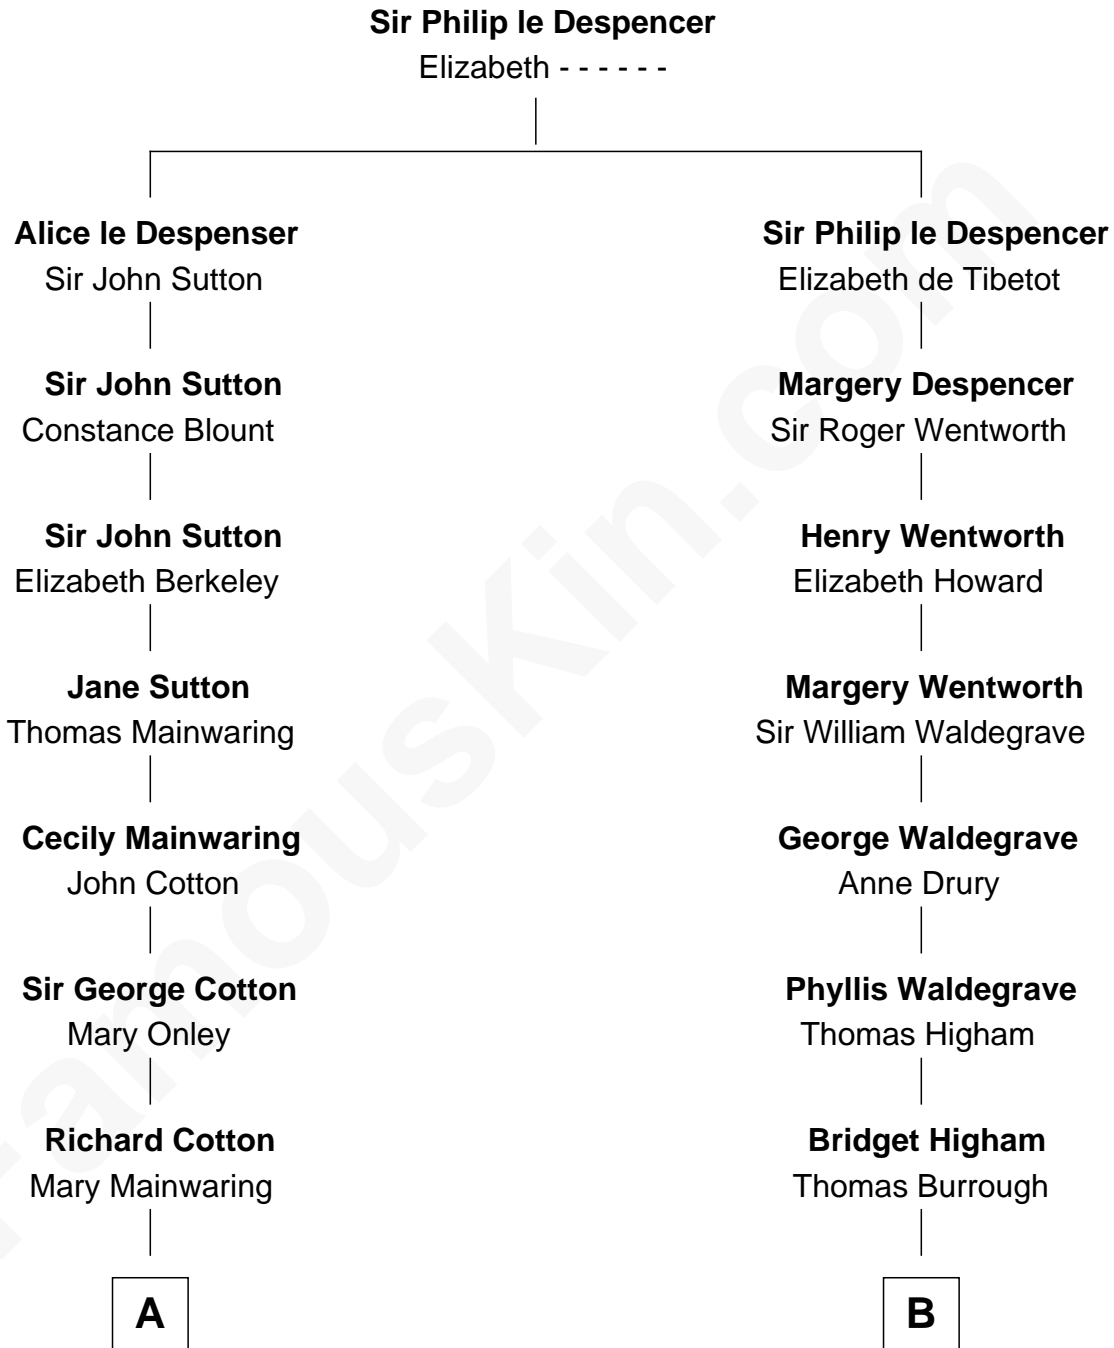 Sir Philip le Despencer
Elizabeth - - - - - -
Alice le Despenser
Sir John Sutton
Sir Philip le Despencer
Elizabeth de Tibetot
Sir John Sutton
Constance Blount
Margery Despencer
Sir Roger Wentworth
Sir John Sutton
Elizabeth Berkeley
Henry Wentworth
Elizabeth Howard
Jane Sutton
Thomas Mainwaring
Margery Wentworth
Sir William Waldegrave
Cecily Mainwaring
John Cotton
George Waldegrave
Anne Drury
Sir George Cotton
Mary Onley
Phyllis Waldegrave
Thomas Higham
Richard Cotton
Mary Mainwaring
Bridget Higham
Thomas Burrough
A
B
FamousKin.com